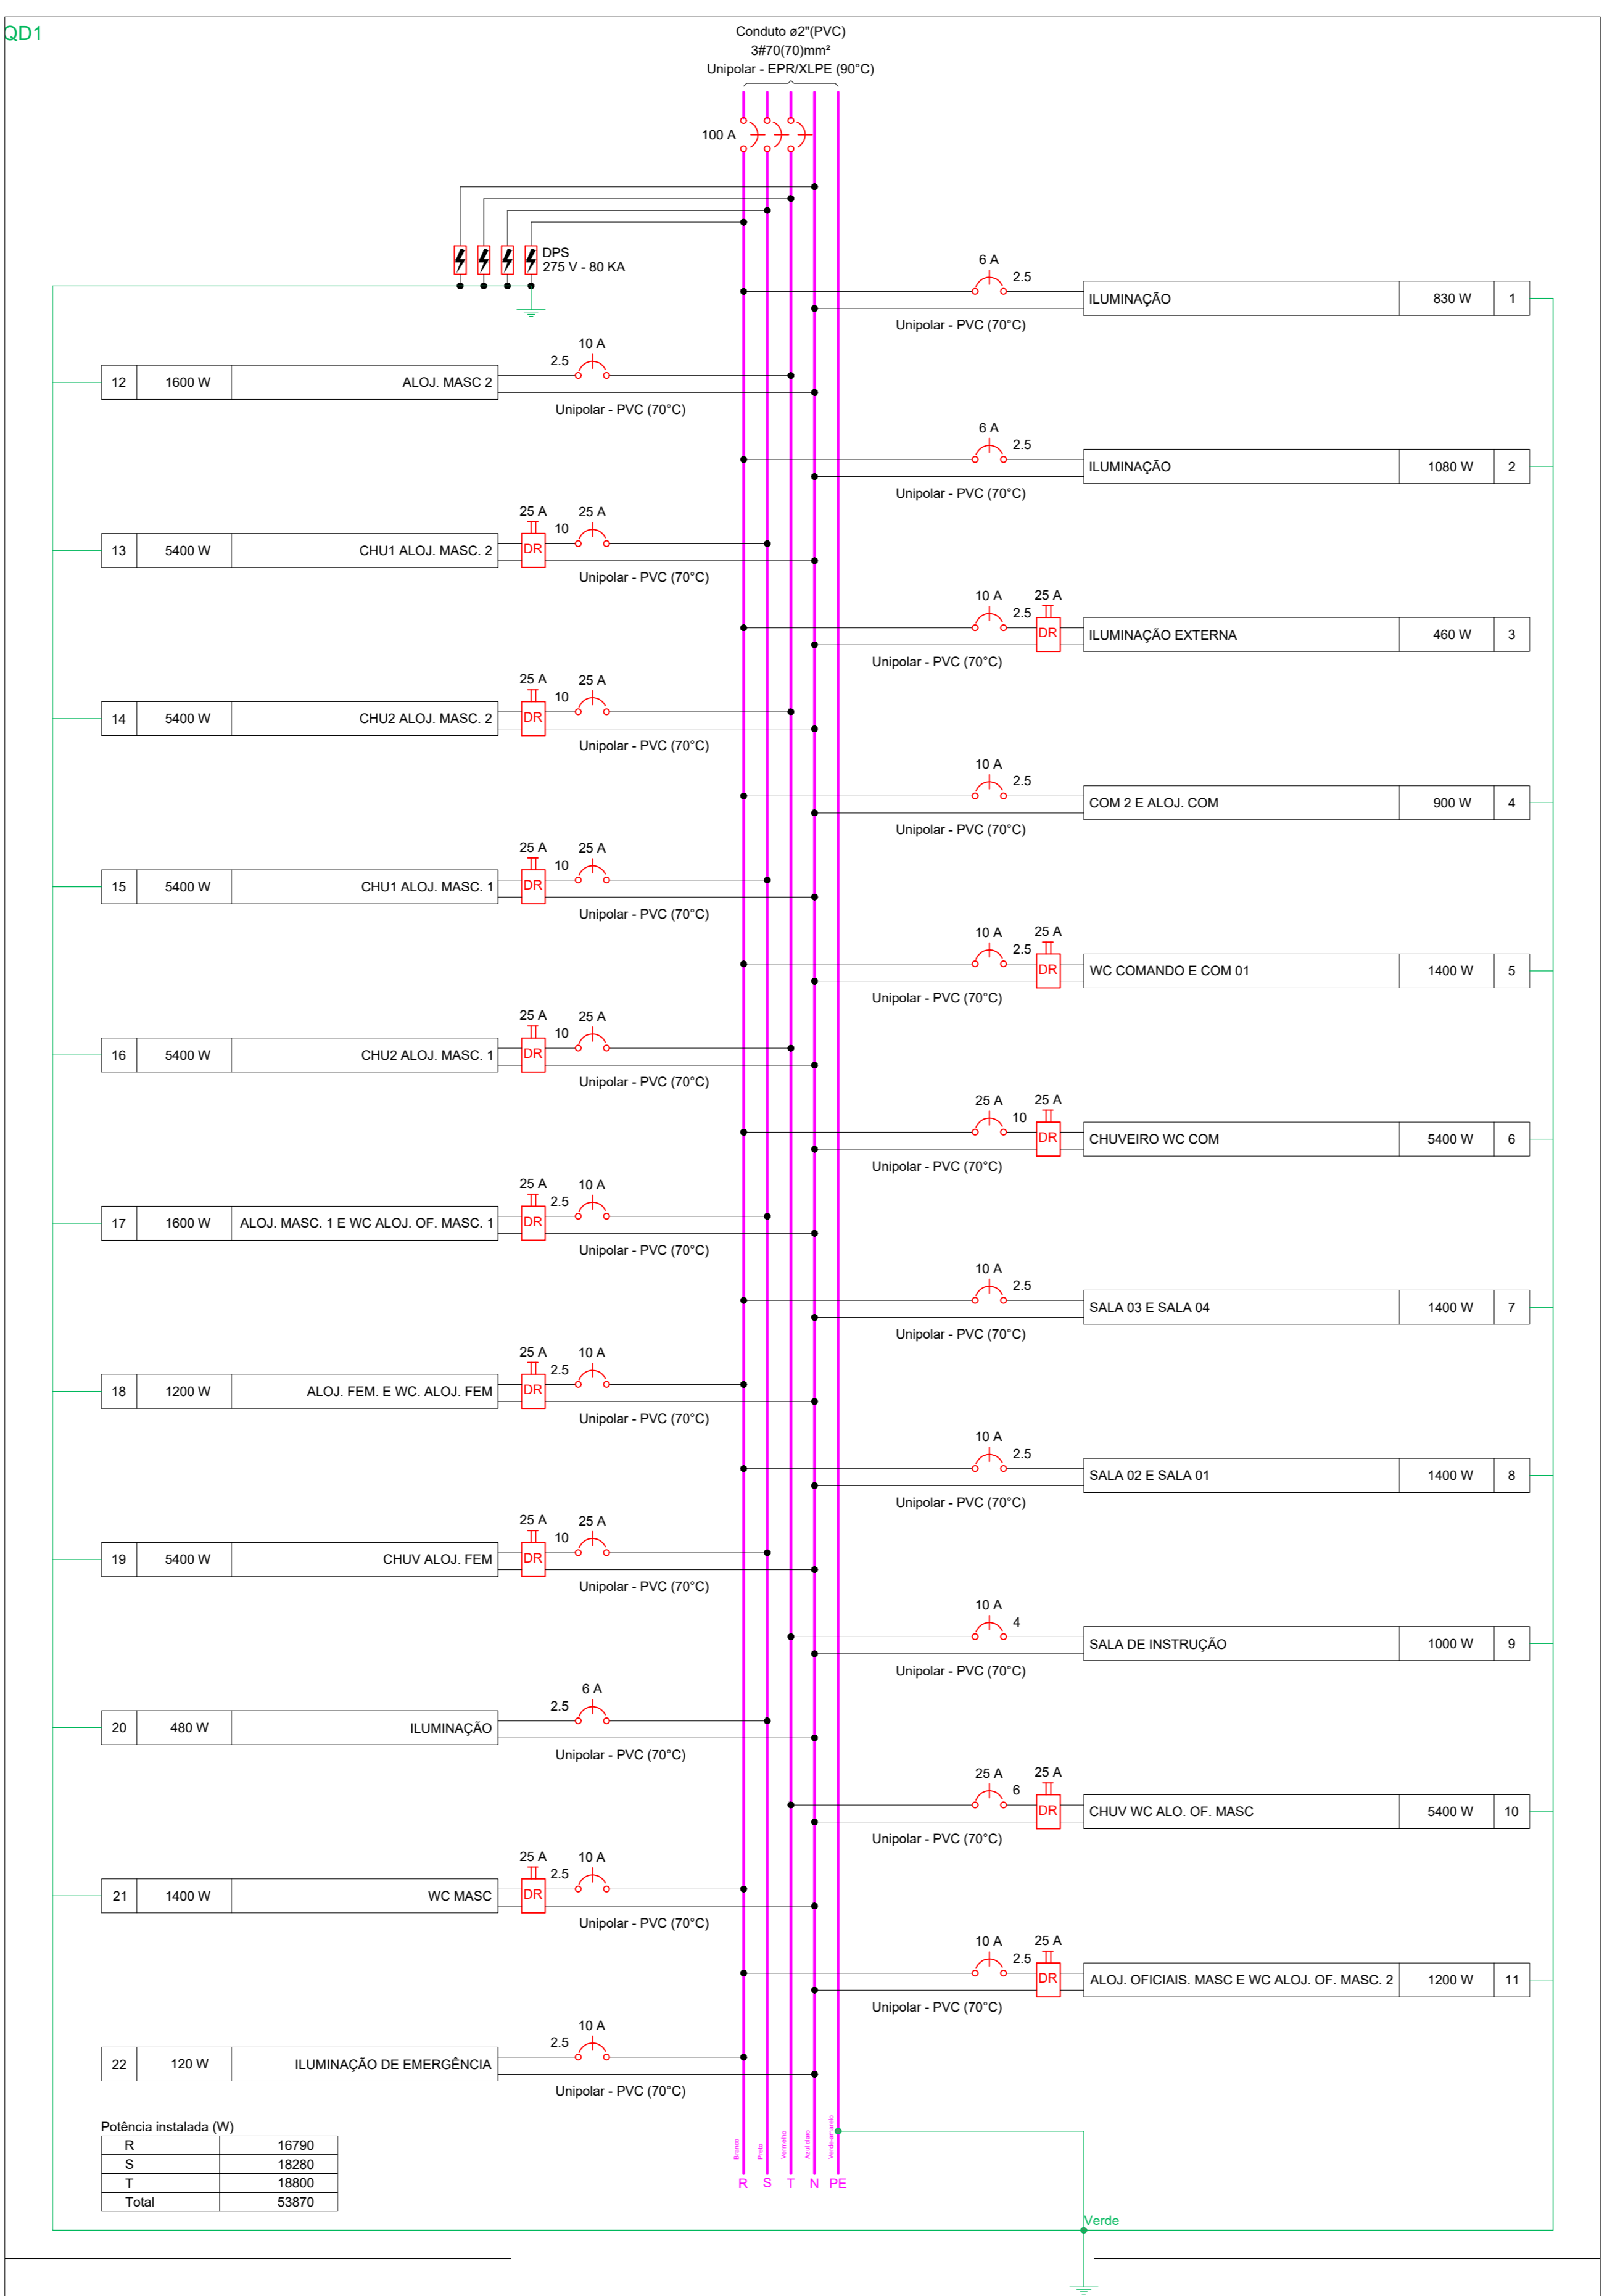 QD1
Conduto ø2"(PVC)
3#70(70)mm²
Unipolar - EPR/XLPE (90°C)
100 A
DPS
275 V - 80 KA
6 A
2.5
ILUMINAÇÃO 830 W 1
Unipolar - PVC (70°C)
10 A
2.5
12 1600 W ALOJ. MASC 2
Unipolar - PVC (70°C)
6 A
2.5
ILUMINAÇÃO 1080 W 2
Unipolar - PVC (70°C)
25 A 25 A
10
13 5400 W CHU1 ALOJ. MASC. 2 DR
Unipolar - PVC (70°C)
10 A 25 A
2.5
DR ILUMINAÇÃO EXTERNA 460 W 3
Unipolar - PVC (70°C)
25 A 25 A
10
14 5400 W CHU2 ALOJ. MASC. 2 DR
Unipolar - PVC (70°C)
10 A
2.5
COM 2 E ALOJ. COM 900 W 4
Unipolar - PVC (70°C)
25 A 25 A
10
15 5400 W CHU1 ALOJ. MASC. 1 DR
Unipolar - PVC (70°C)
10 A 25 A
2.5
DR WC COMANDO E COM 01 1400 W 5
Unipolar - PVC (70°C)
25 A 25 A
10
16 5400 W CHU2 ALOJ. MASC. 1 DR
Unipolar - PVC (70°C)
25 A 25 A
10
DR CHUVEIRO WC COM 5400 W 6
Unipolar - PVC (70°C)
25 A 10 A
2.5
17 1600 W ALOJ. MASC. 1 E WC ALOJ. OF. MASC. 1 DR
Unipolar - PVC (70°C)
10 A
2.5
SALA 03 E SALA 04 1400 W 7
Unipolar - PVC (70°C)
25 A 10 A
2.5
18 1200 W ALOJ. FEM. E WC. ALOJ. FEM DR
Unipolar - PVC (70°C)
10 A
2.5
SALA 02 E SALA 01 1400 W 8
Unipolar - PVC (70°C)
25 A 25 A
10
19 5400 W CHUV ALOJ. FEM DR
Unipolar - PVC (70°C)
10 A
4
SALA DE INSTRUÇÃO 1000 W 9
Unipolar - PVC (70°C)
6 A
2.5
20 480 W ILUMINAÇÃO
Unipolar - PVC (70°C)
25 A 25 A
6
DR CHUV WC ALO. OF. MASC 5400 W 10
Unipolar - PVC (70°C)
25 A 10 A
2.5
21 1400 W WC MASC DR
Unipolar - PVC (70°C)
10 A 25 A
2.5
DR ALOJ. OFICIAIS. MASC E WC ALOJ. OF. MASC. 2 1200 W 11
Unipolar - PVC (70°C)
10 A
2.5
22 120 W ILUMINAÇÃO DE EMERGÊNCIA
Unipolar - PVC (70°C)
Potência instalada (W)
R 16790
S 18280
T 18800
Total 53870
Branco
Preto
Vermelho
Azul claro
Verde-amarelo
R S T N PE
Verde